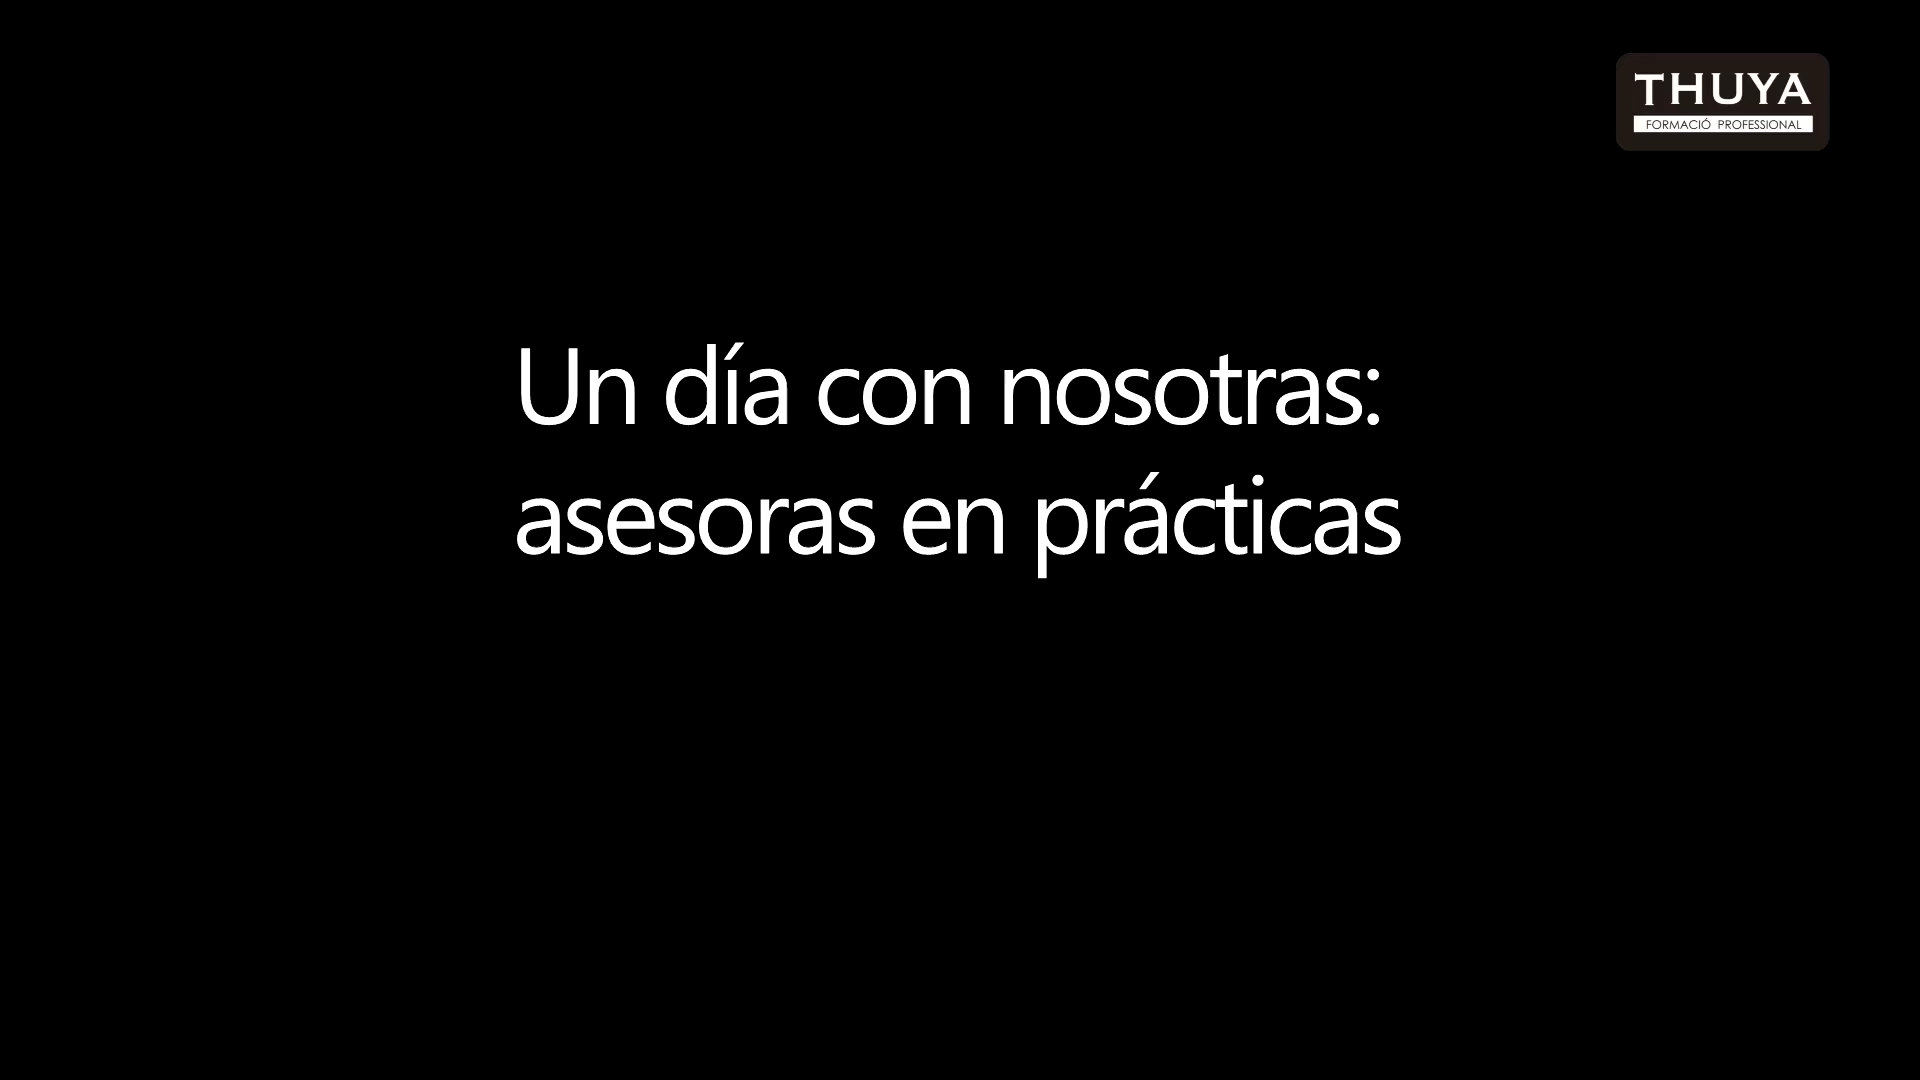 THUYA
FORMACIÓ PROFESSIONAL
Un día con nosotras:
asesoras en prácticas